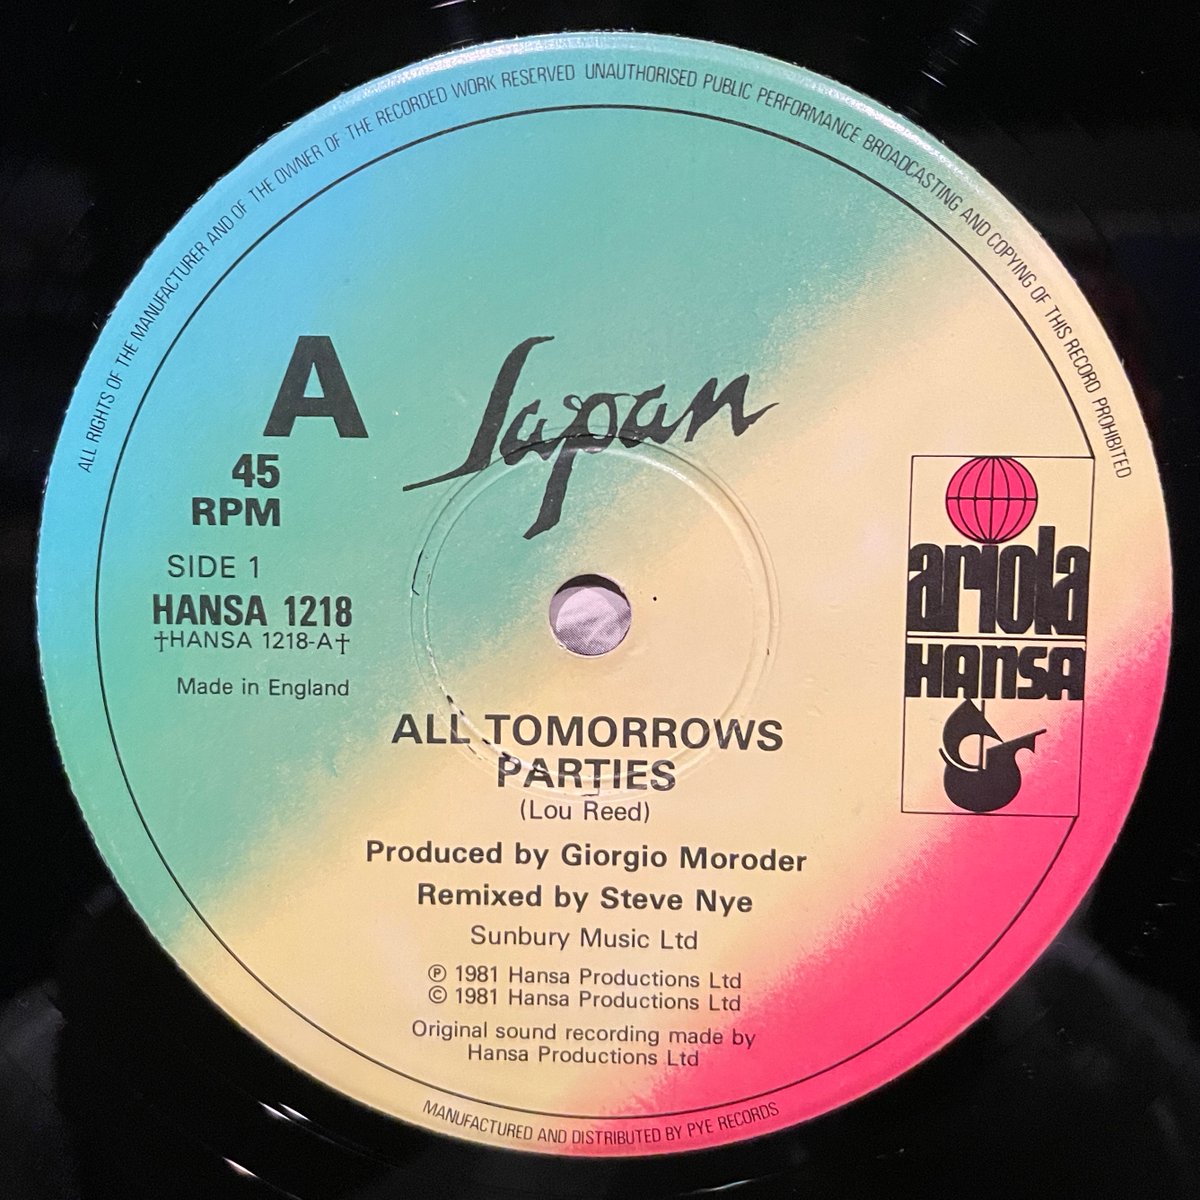 ALL RIGHTS OF THE MANUFACTURER AND OF THE OWNER OF THE RECORDED WORK RESERVED UNAUTHORISED PUBLIC PERFORMANCE BROADCASTING AND COPYING OF THIS RECORD PROHIBITED
A
Japan
45
RPM
SIDE 1
HANSA 1218
†HANSA 1218-A†
Made in England
ariola
HANSA
ALL TOMORROWS
PARTIES
(Lou Reed)
Produced by Giorgio Moroder
Remixed by Steve Nye
Sunbury Music Ltd
℗ 1981 Hansa Productions Ltd
© 1981 Hansa Productions Ltd
Original sound recording made by
Hansa Productions Ltd
MANUFACTURED AND DISTRIBUTED BY PYE RECORDS